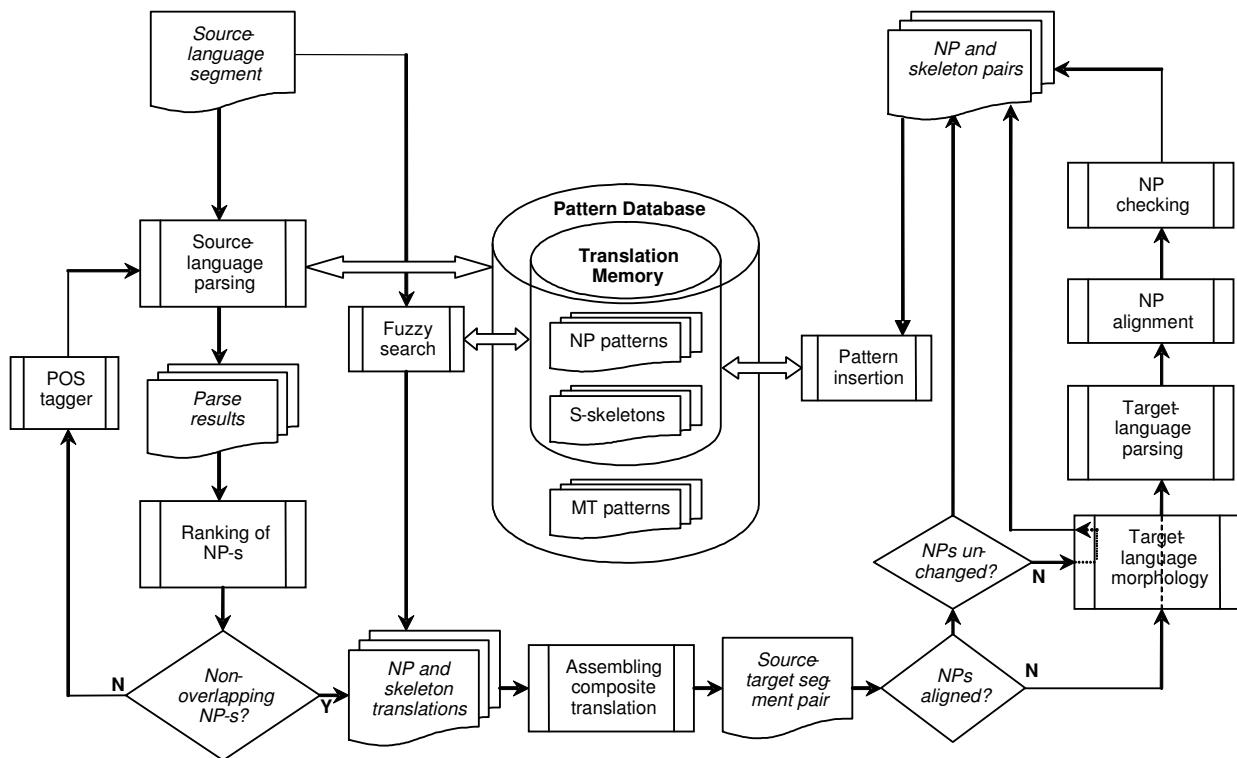 Source-
language
segment
NP and
skeleton pairs
Pattern Database
Translation
Memory
NP
checking
Source-
language
parsing
Fuzzy
search
NP patterns
NP
alignment
Pattern
insertion
POS
tagger
Parse
results
S-skeletons
Target-
language
parsing
MT patterns
Ranking of
NP-s
NPs un-
changed?
N
Target-
language
morphology
Non-
overlapping
NP-s?
N
Y
NP and
skeleton
translations
Assembling
composite
translation
Source-
target seg-
ment pair
NPs
aligned?
N